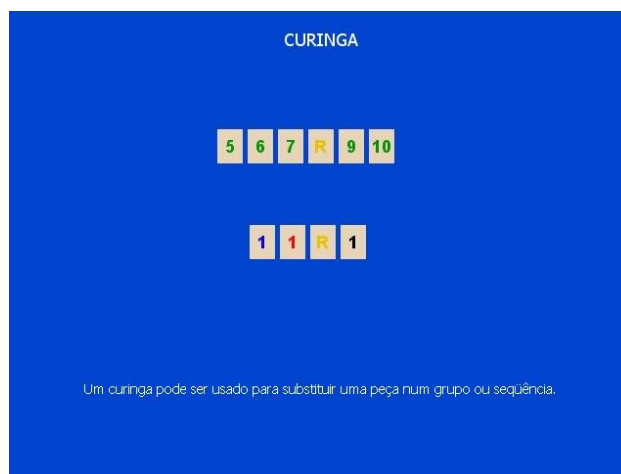 CURINGA
5 6 7 R 9 10
1 1 R 1
Um curinga pode ser usado para substituir uma peça num grupo ou seqüência.